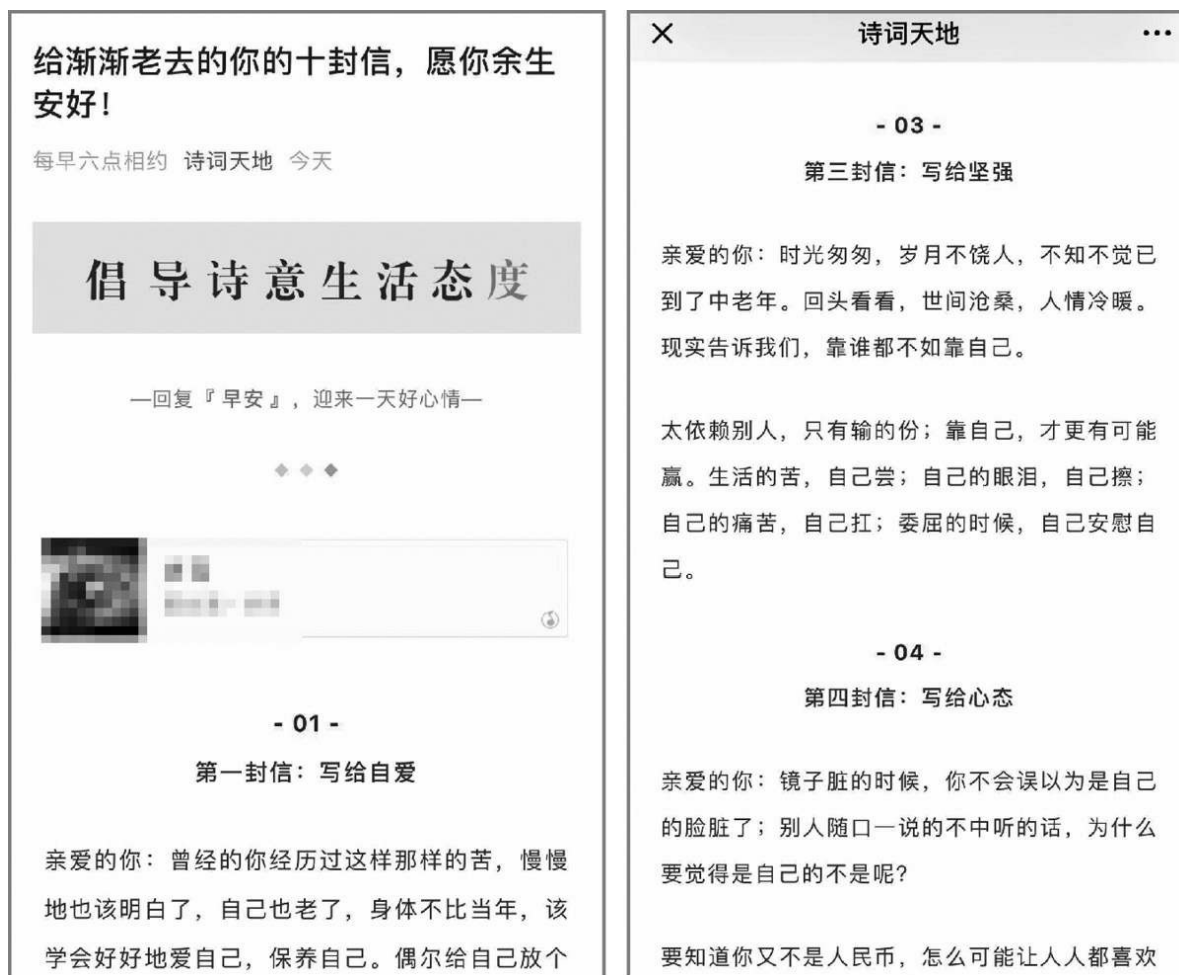 给渐渐老去的你的十封信，愿你余生
安好！
每早六点相约 诗词天地 今天
倡导诗意生活态度
—回复『早安』，迎来一天好心情—
- 01 -
第一封信：写给自爱
亲爱的你：曾经的你经历过这样那样的苦，慢慢
地也该明白了，自己也老了，身体不比当年，该
学会好好地爱自己，保养自己。偶尔给自己放个
诗词天地
- 03 -
第三封信：写给坚强
亲爱的你：时光匆匆，岁月不饶人，不知不觉已
到了中老年。回头看看，世间沧桑，人情冷暖。
现实告诉我们，靠谁都不如靠自己。
太依赖别人，只有输的份；靠自己，才更有可能
赢。生活的苦，自己尝；自己的眼泪，自己擦；
自己的痛苦，自己扛；委屈的时候，自己安慰自
己。
- 04 -
第四封信：写给心态
亲爱的你：镜子脏的时候，你不会误以为是自己
的脸脏了；别人随口一说的不中听的话，为什么
要觉得是自己的不是呢？
要知道你又不是人民币，怎么可能让人人都喜欢